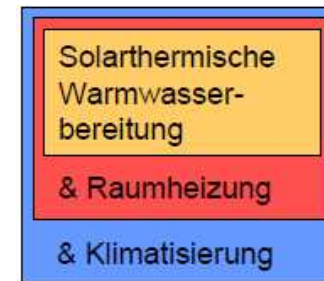 Solarthermische
Warmwasser-
bereitung
& Raumheizung
& Klimatisierung